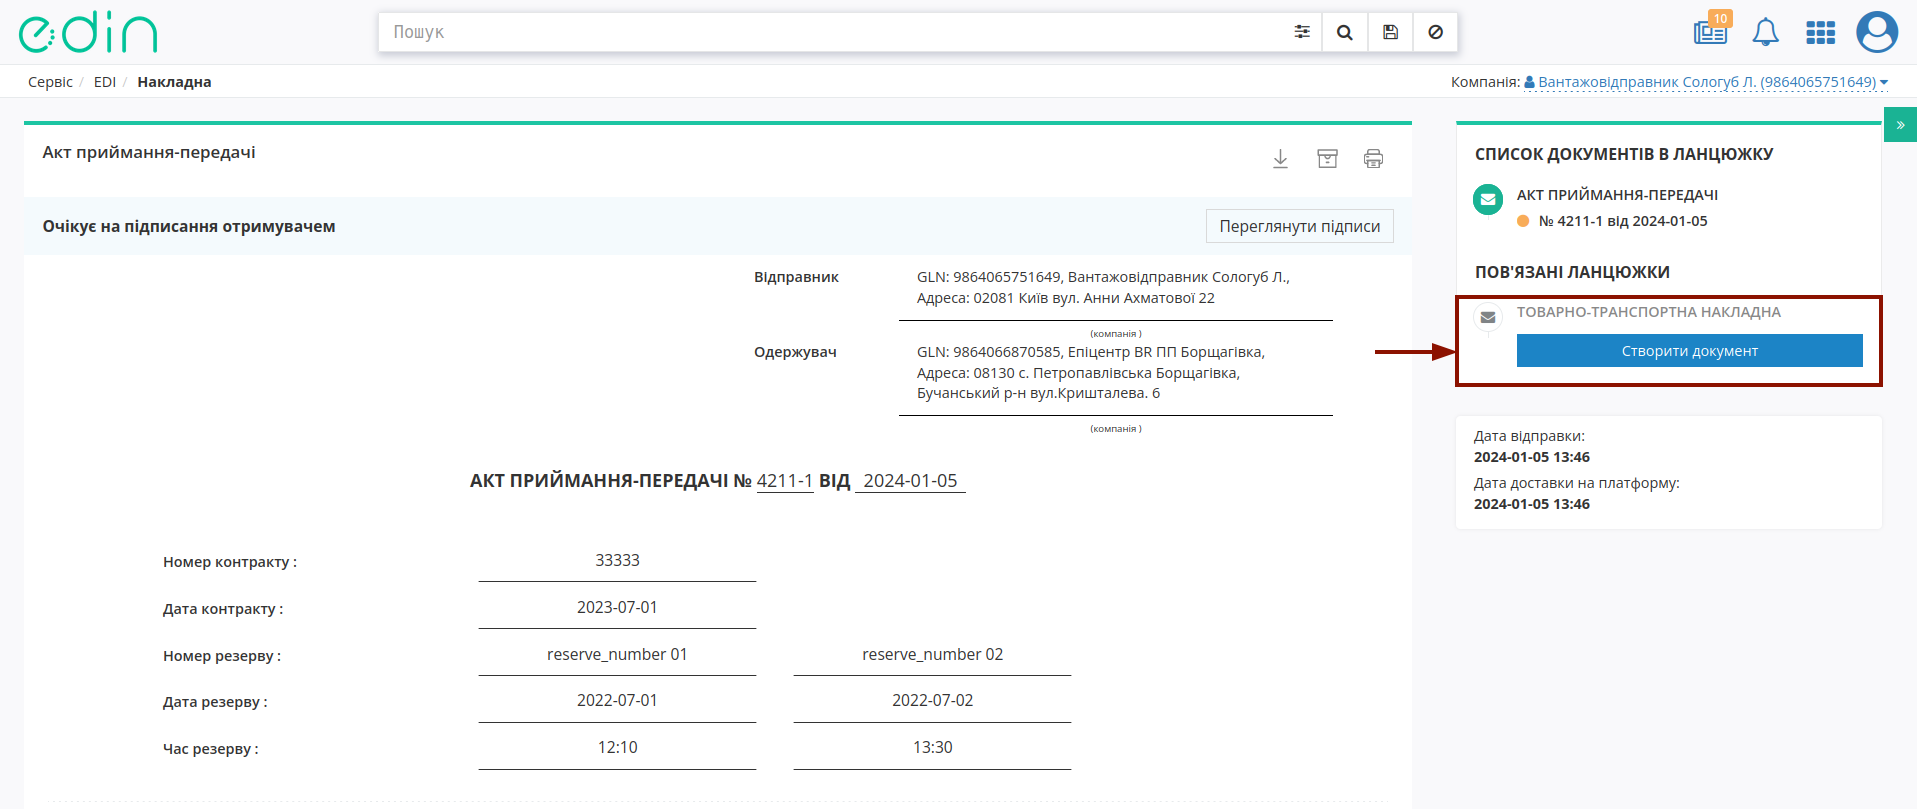 edin
Пошук
10
Сервіс / EDI / Накладна
Компанія: Вантажовідправник Сологуб Л. (9864065751649)
»
Акт приймання-передачі
Очікує на підписання отримувачем
Переглянути підписи
Відправник
GLN: 9864065751649, Вантажовідправник Сологуб Л.,
Адреса: 02081 Київ вул. Анни Ахматової 22
(компанія )
Одержувач
GLN: 9864066870585, Епіцентр BR ПП Борщагівка,
Адреса: 08130 с. Петропавлівська Борщагівка,
Бучанський р-н вул.Кришталева. 6
(компанія )
АКТ ПРИЙМАННЯ-ПЕРЕДАЧІ № 4211-1 ВІД 2024-01-05
Номер контракту : 33333
Дата контракту : 2023-07-01
Номер резерву : reserve_number 01 reserve_number 02
Дата резерву : 2022-07-01 2022-07-02
Час резерву : 12:10 13:30
СПИСОК ДОКУМЕНТІВ В ЛАНЦЮЖКУ
АКТ ПРИЙМАННЯ-ПЕРЕДАЧІ
№ 4211-1 від 2024-01-05
ПОВ'ЯЗАНІ ЛАНЦЮЖКИ
ТОВАРНО-ТРАНСПОРТНА НАКЛАДНА
Створити документ
Дата відправки:
2024-01-05 13:46
Дата доставки на платформу:
2024-01-05 13:46